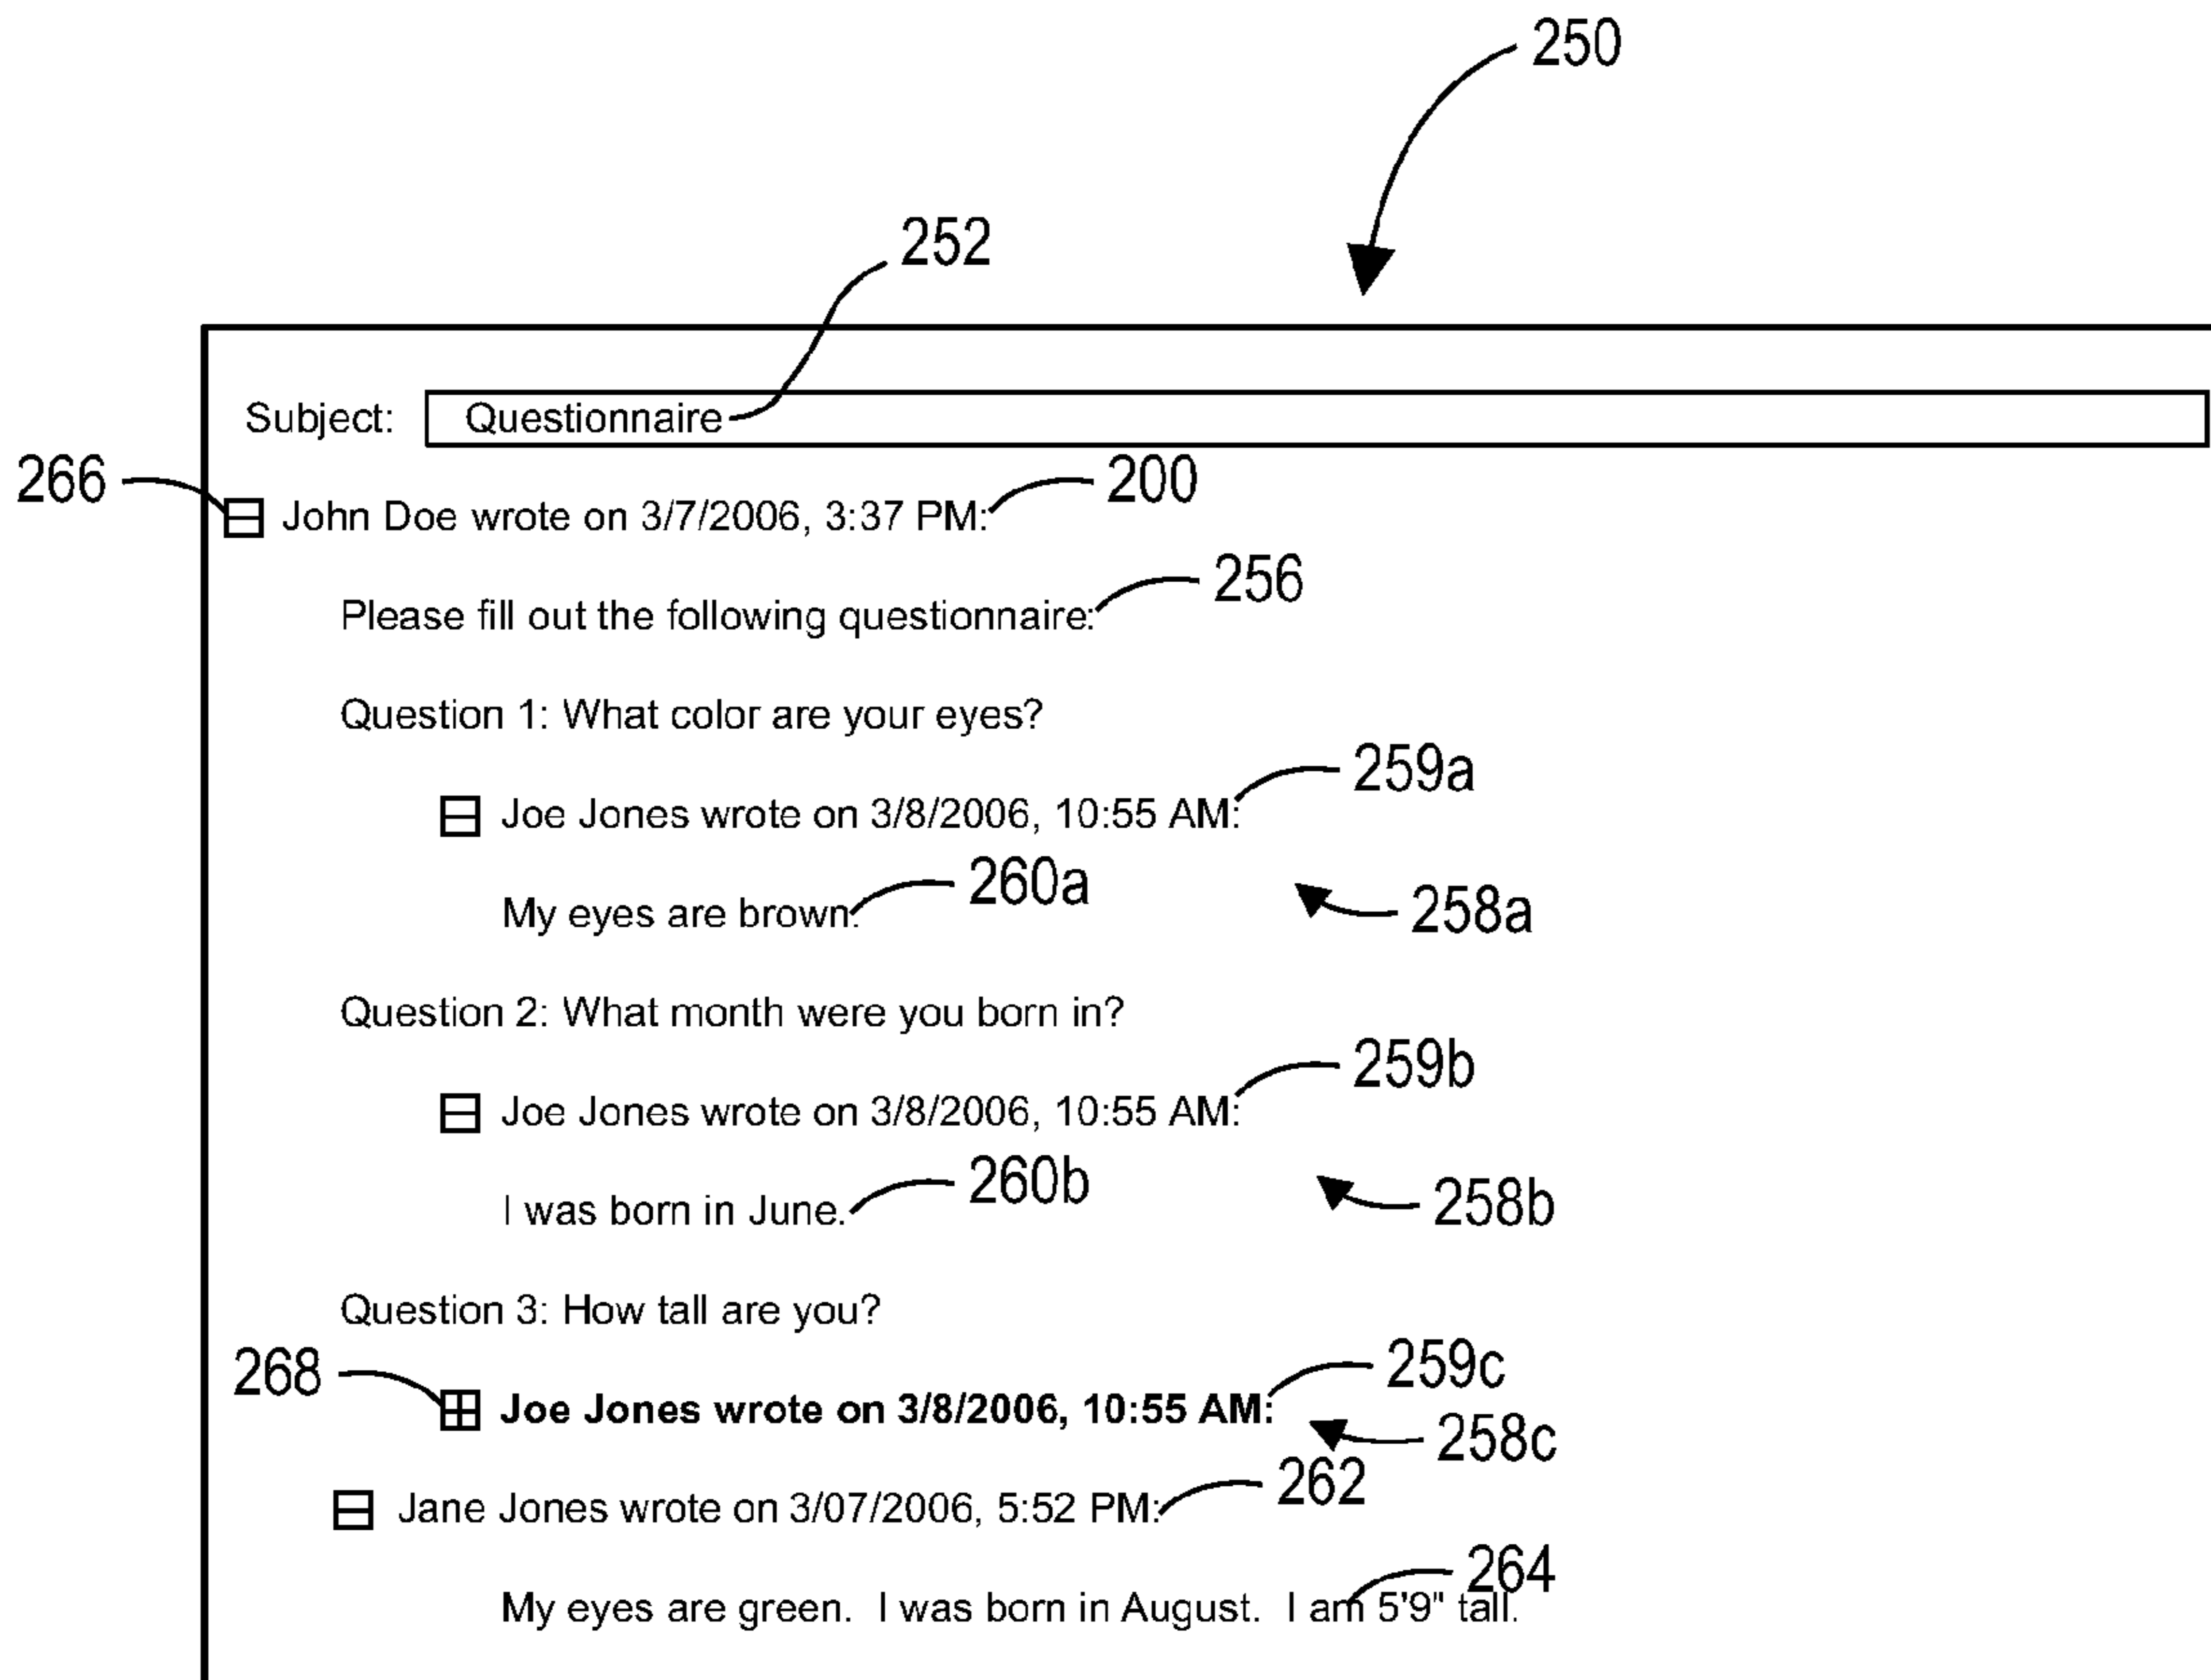 250
252
Subject: Questionnaire
266
200
John Doe wrote on 3/7/2006, 3:37 PM:
256
Please fill out the following questionnaire:
Question 1: What color are your eyes?
259a
Joe Jones wrote on 3/8/2006, 10:55 AM:
260a
258a
My eyes are brown.
Question 2: What month were you born in?
259b
Joe Jones wrote on 3/8/2006, 10:55 AM:
260b
258b
I was born in June.
Question 3: How tall are you?
268
259c
Joe Jones wrote on 3/8/2006, 10:55 AM:
258c
262
Jane Jones wrote on 3/07/2006, 5:52 PM:
264
My eyes are green.  I was born in August.  I am 5'9" tall.